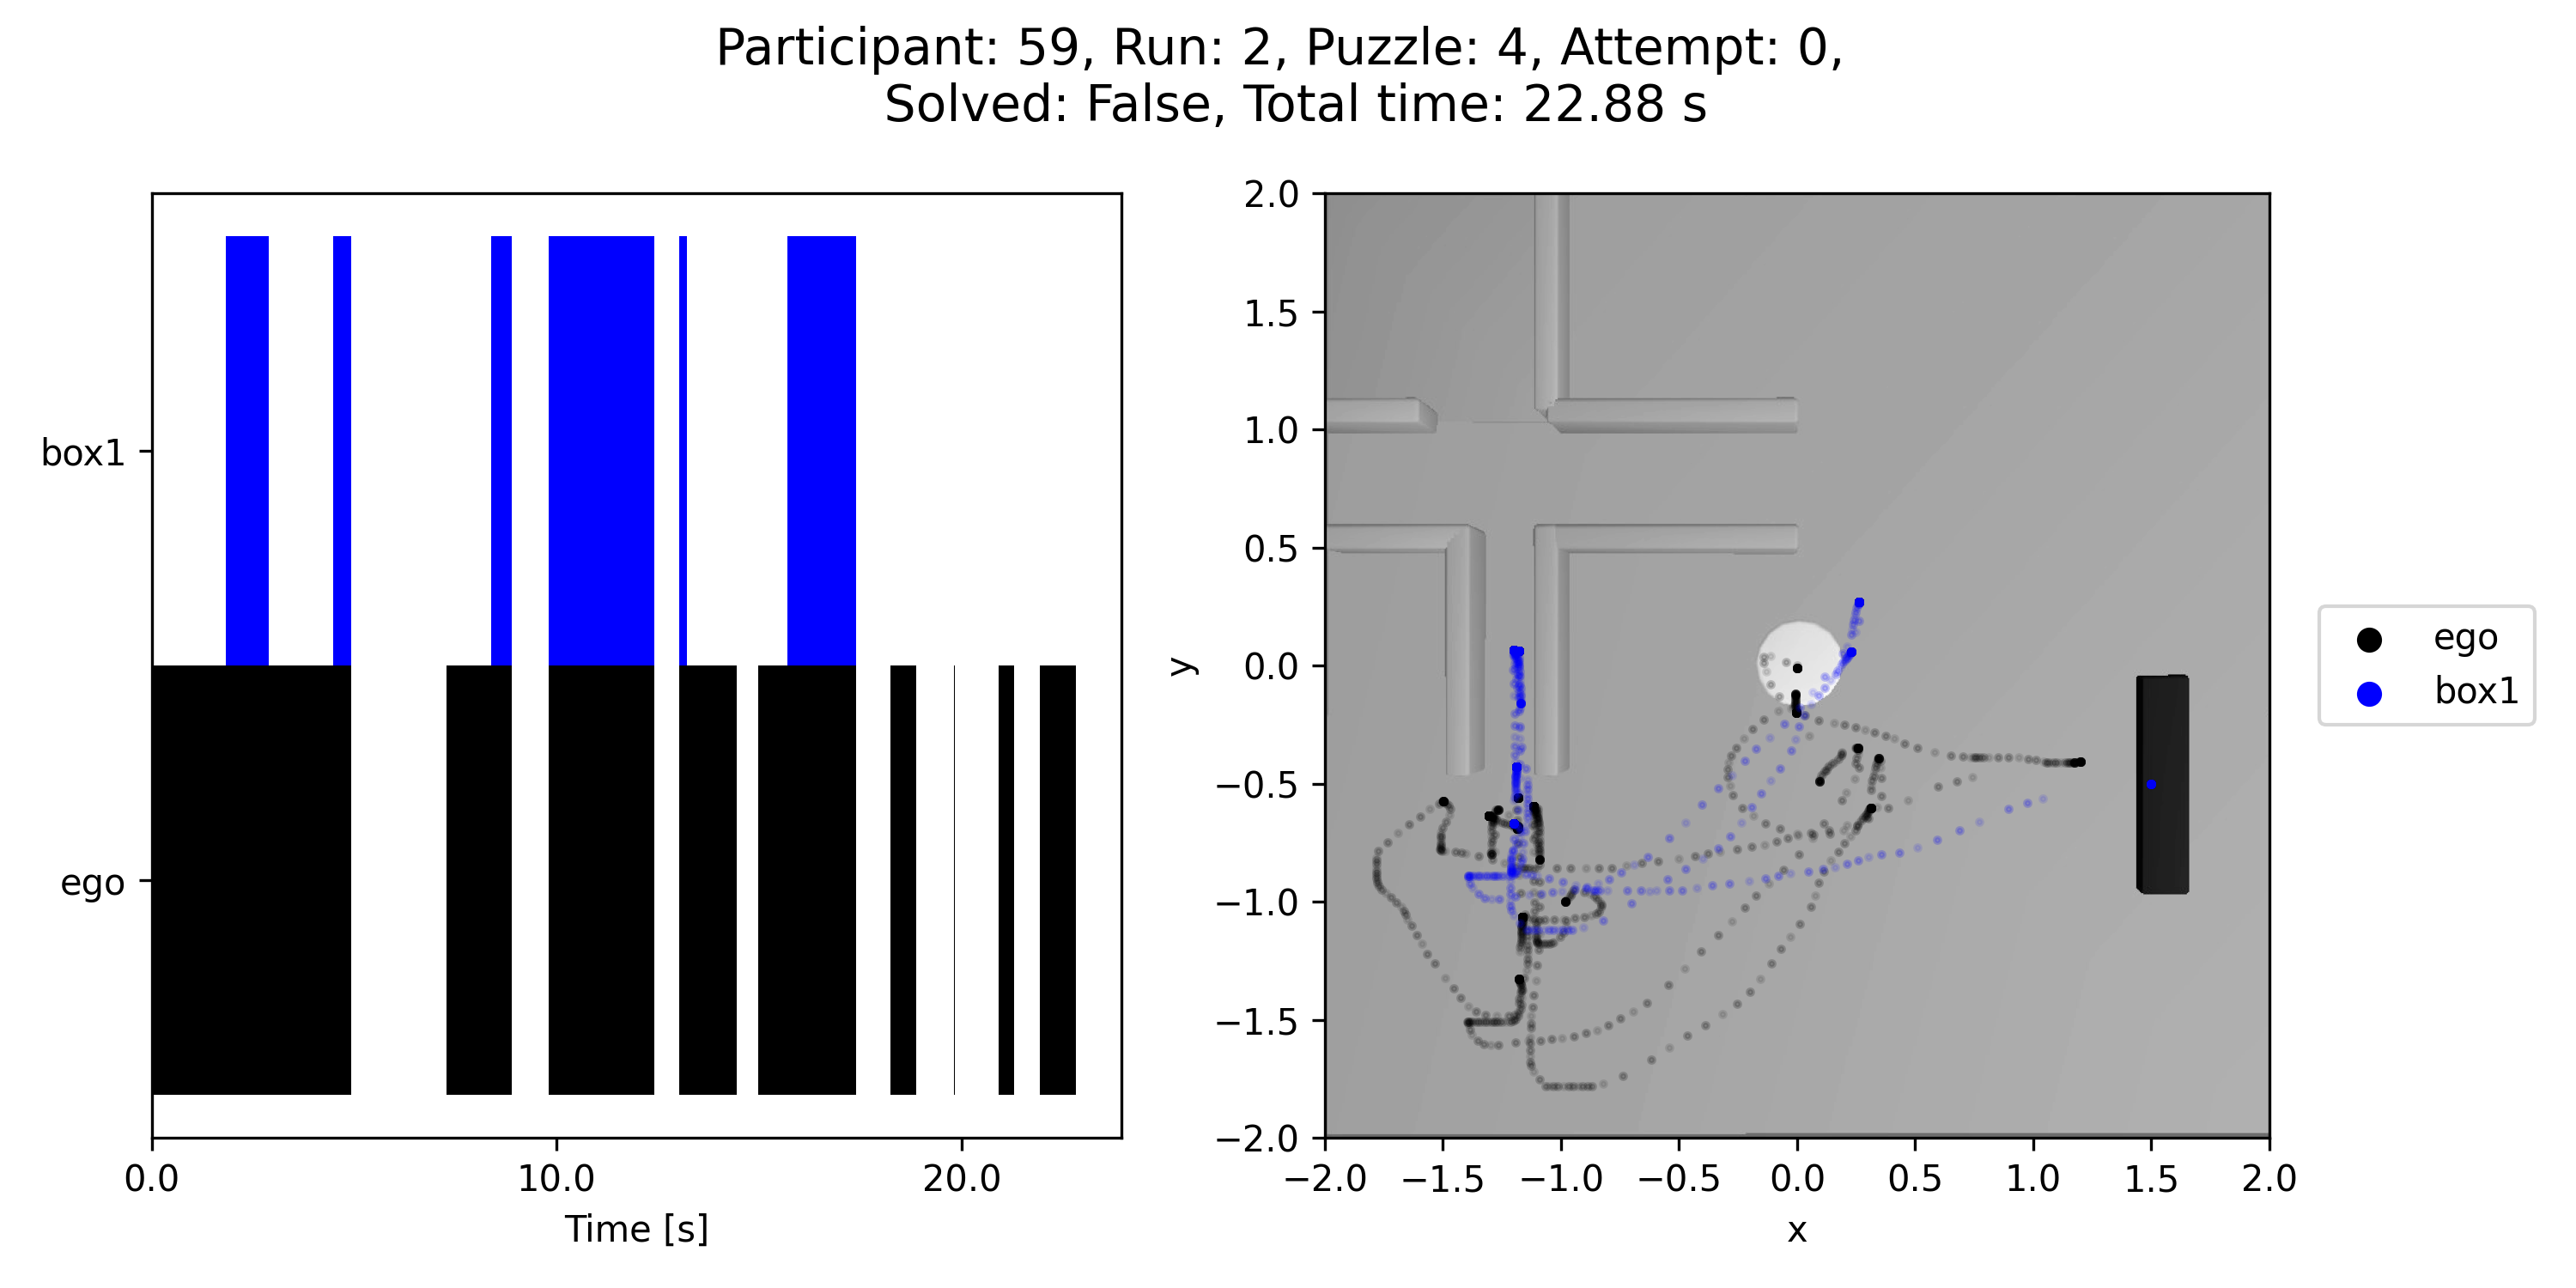 Participant: 59, Run: 2, Puzzle: 4, Attempt: 0,
Solved: False, Total time: 22.88 s
box1
ego
0.0 10.0 20.0
Time [s]
2.0
1.5
1.0
0.5
0.0
−0.5
−1.0
−1.5
−2.0
y
−2.0 −1.5 −1.0 −0.5 0.0 0.5 1.0 1.5 2.0
x
ego
box1